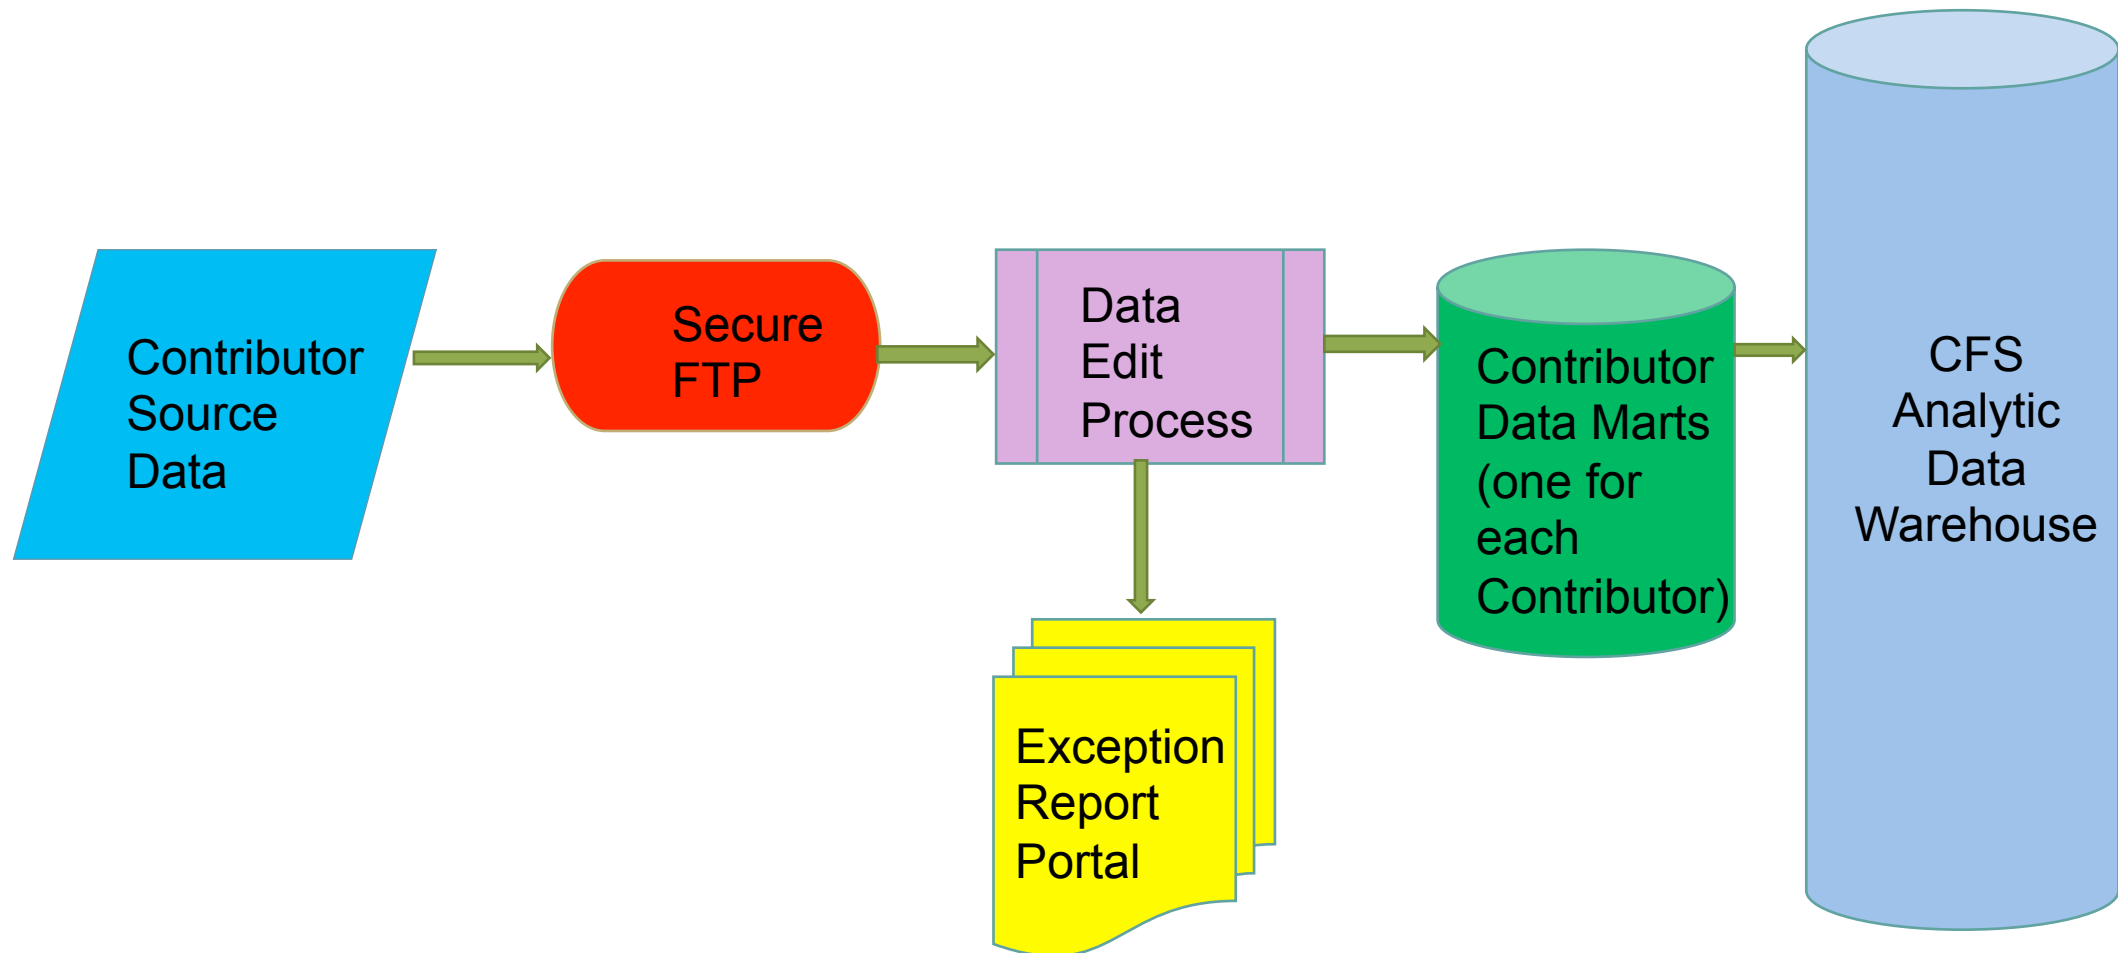 Contributor
Source
Data
Secure
FTP
Data
Edit
Process
Exception
Report
Portal
Contributor
Data Marts
(one for
each
Contributor)
CFS
Analytic
Data
Warehouse